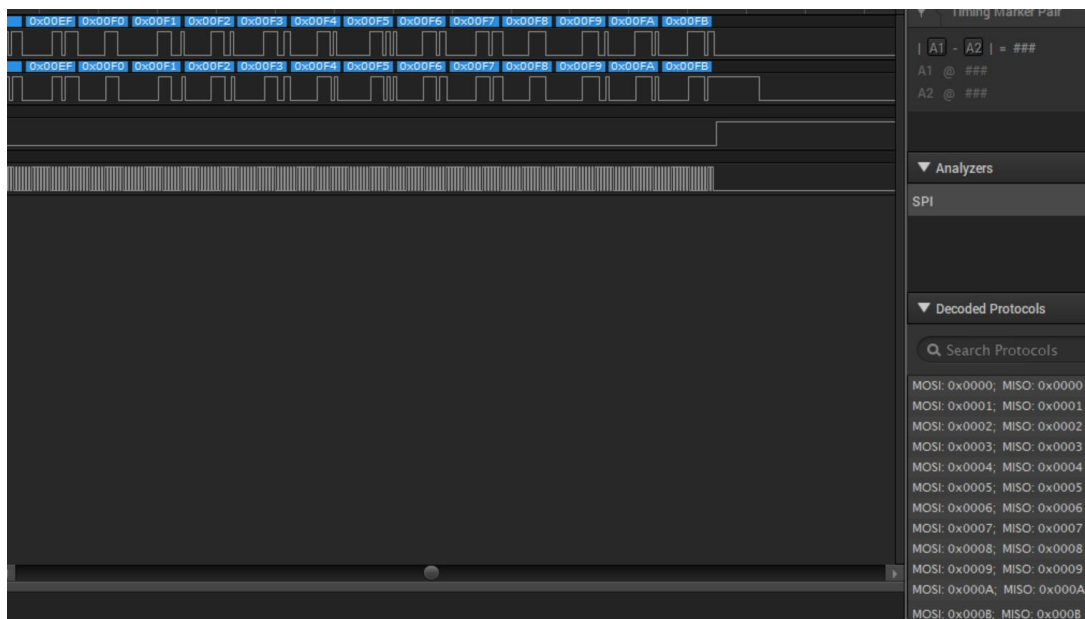 Timing Marker Pair
0x00EF 0x00F0 0x00F1 0x00F2 0x00F3 0x00F4 0x00F5 0x00F6 0x00F7 0x00F8 0x00F9 0x00FA 0x00FB
| A1 - A2 | = ###
0x00EF 0x00F0 0x00F1 0x00F2 0x00F3 0x00F4 0x00F5 0x00F6 0x00F7 0x00F8 0x00F9 0x00FA 0x00FB
A1 @ ###
A2 @ ###
Analyzers
SPI
Decoded Protocols
Search Protocols
MOSI: 0x0000; MISO: 0x0000
MOSI: 0x0001; MISO: 0x0001
MOSI: 0x0002; MISO: 0x0002
MOSI: 0x0003; MISO: 0x0003
MOSI: 0x0004; MISO: 0x0004
MOSI: 0x0005; MISO: 0x0005
MOSI: 0x0006; MISO: 0x0006
MOSI: 0x0007; MISO: 0x0007
MOSI: 0x0008; MISO: 0x0008
MOSI: 0x0009; MISO: 0x0009
MOSI: 0x000A; MISO: 0x000A
MOSI: 0x000B; MISO: 0x000B